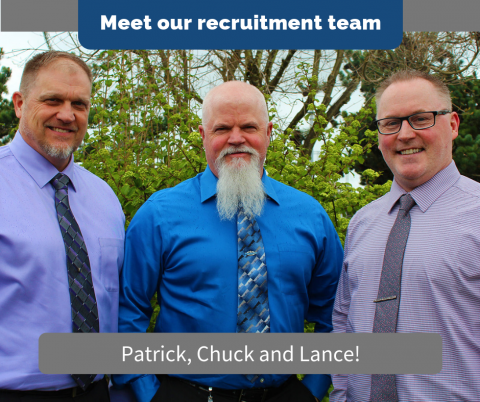 Meet our recruitment team
Patrick, Chuck and Lance!